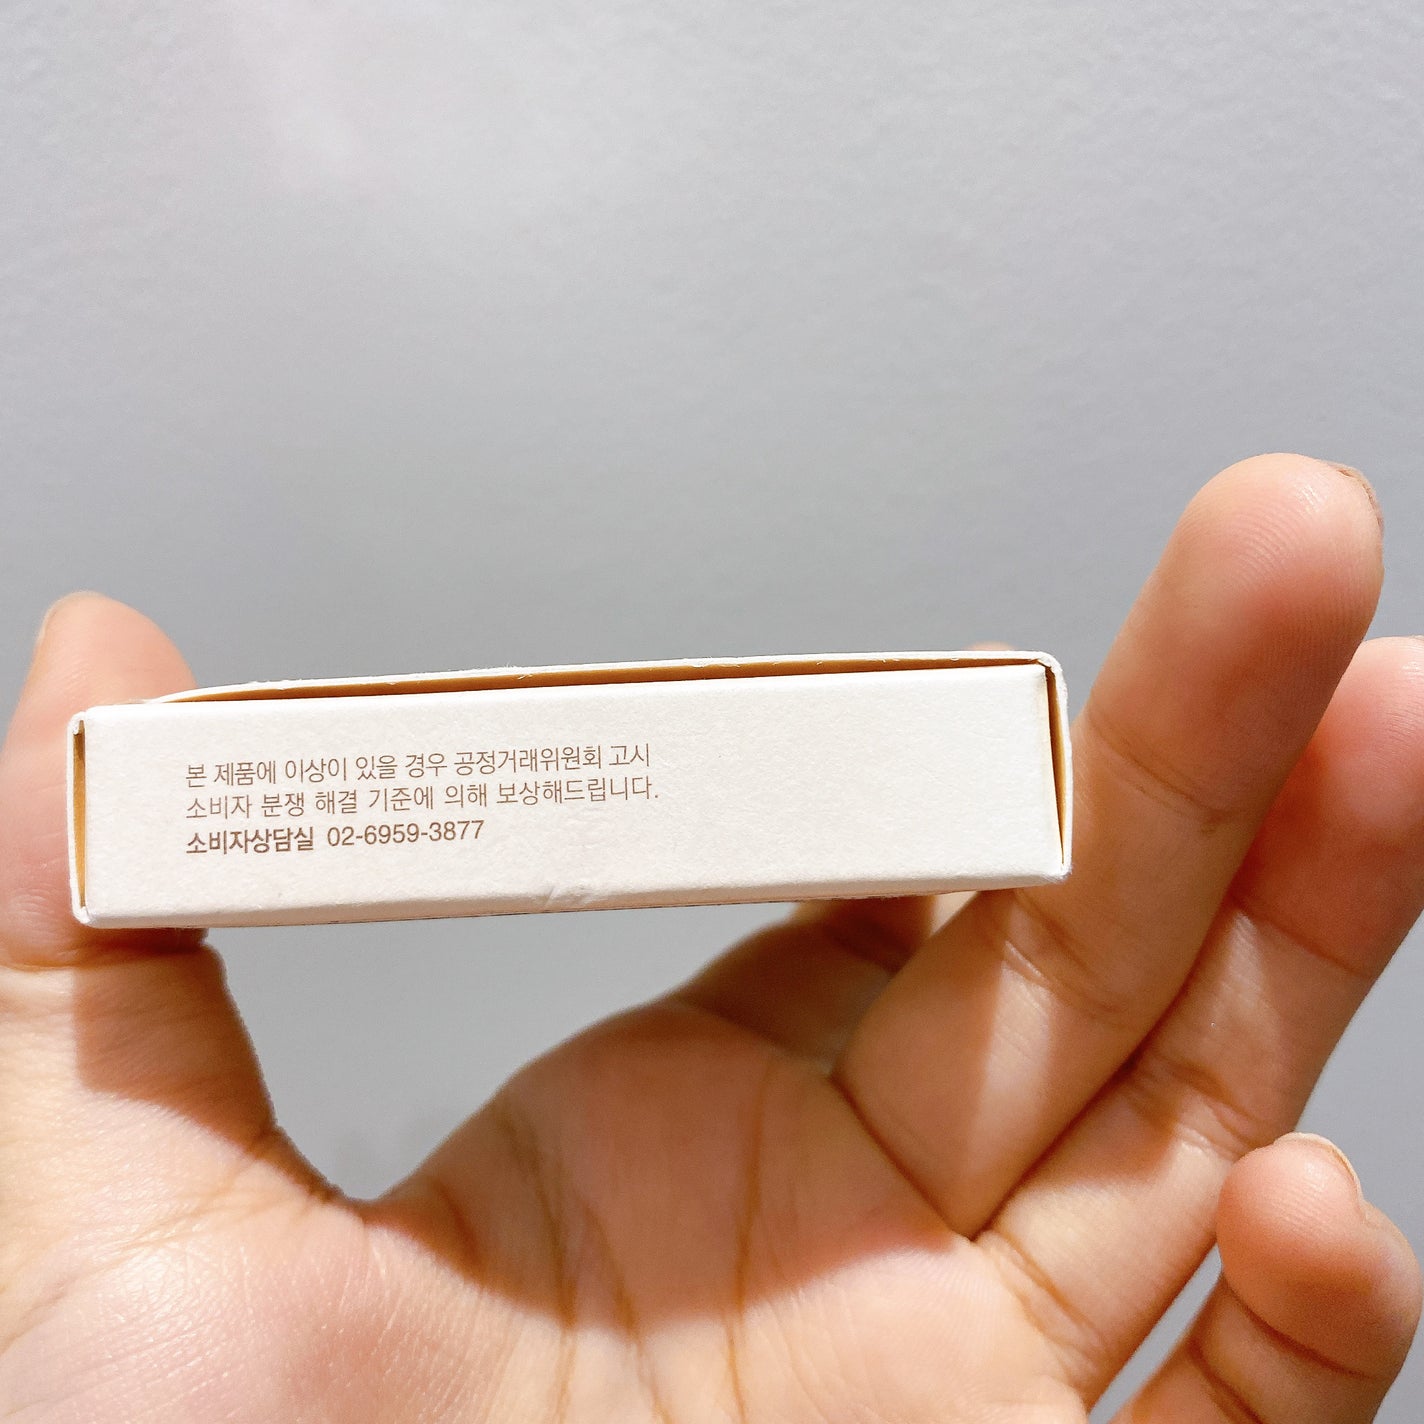 본 제품에 이상이 있을 경우 공정거래위원회 고시
소비자 분쟁 해결 기준에 의해 보상해드립니다.
소비자상담실 02-6959-3877